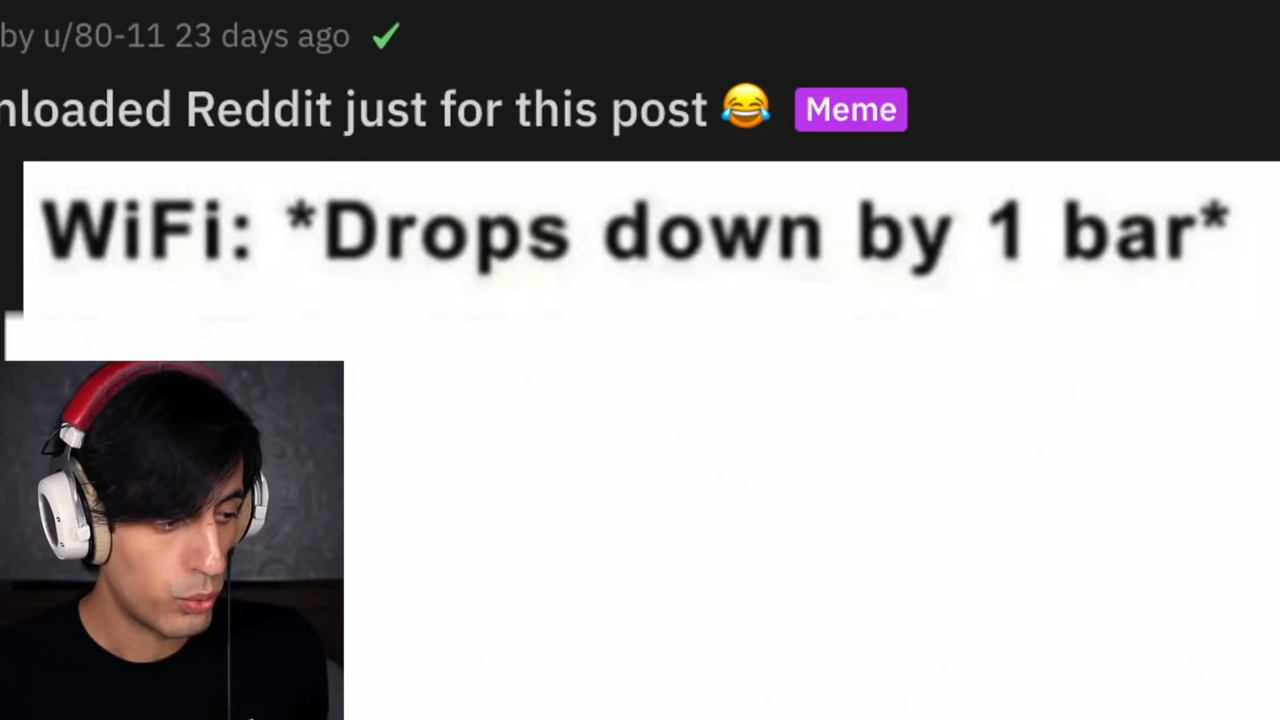 by u/80-11 23 days ago
nloaded Reddit just for this post 😂 Meme
WiFi: *Drops down by 1 bar*